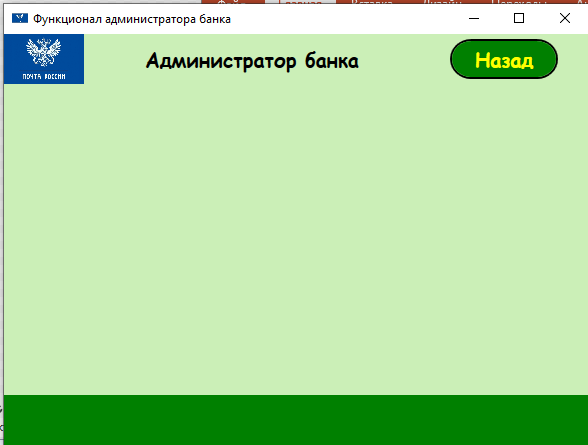 Функционал администратора банка
ПОЧТА РОССИИ
Администратор банка
Назад